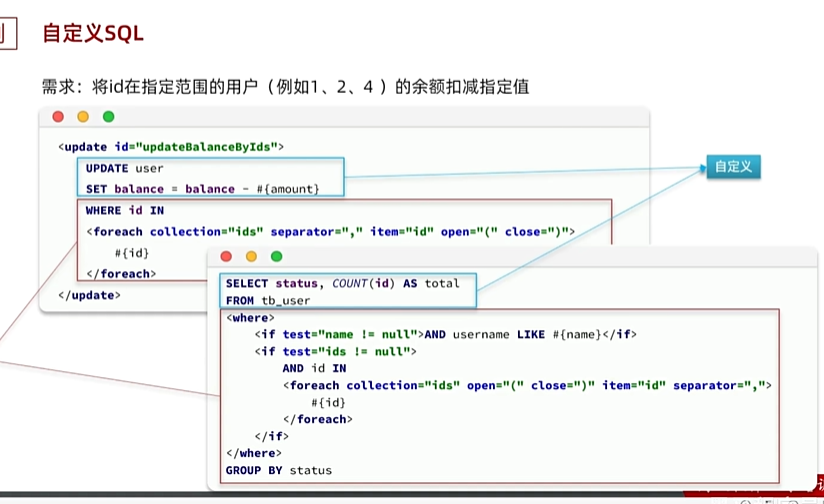 自定义SQL
需求：将id在指定范围的用户（例如1、2、4 ）的余额扣减指定值
<update id="updateBalanceByIds">
UPDATE user
SET balance = balance - #{amount}
WHERE id IN
<foreach collection="ids" separator="," item="id" open="(" close=")">
#{id}
</foreach>
</update>
自定义
SELECT status, COUNT(id) AS total
FROM tb_user
<where>
<if test="name != null">AND username LIKE #{name}</if>
<if test="ids != null">
AND id IN
<foreach collection="ids" open="(" close=")" item="id" separator=",">
#{id}
</foreach>
</if>
</where>
GROUP BY status